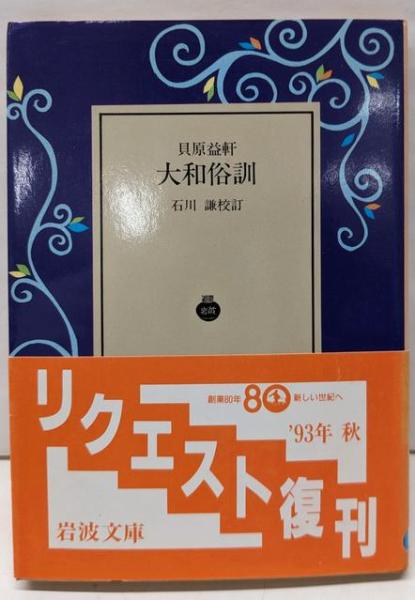 貝原益軒
大和俗訓
石川 謙校訂
岩波
創業80年 80 新しい世紀へ
リクエスト復刊
'93年 秋
岩波文庫